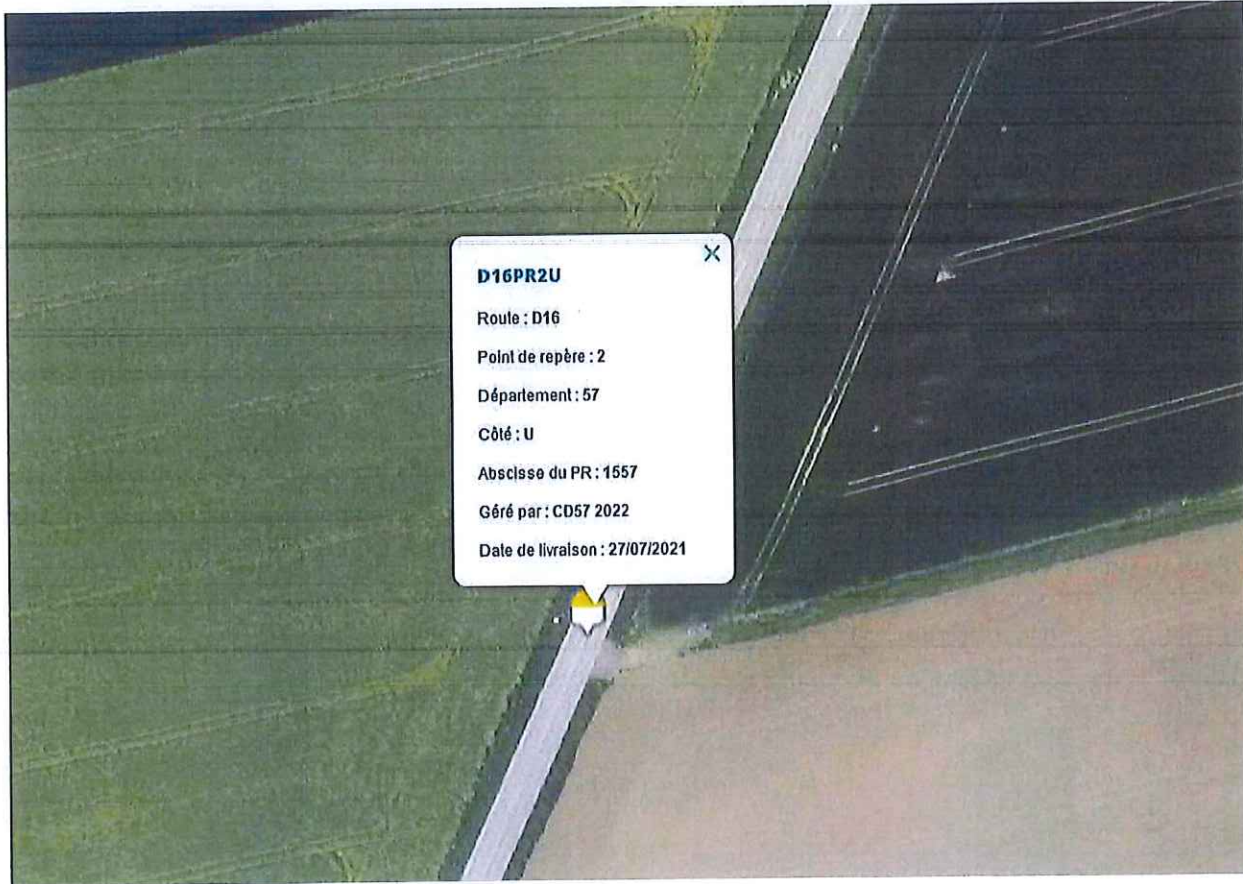 D16PR2U
Route : D16
Point de repère : 2
Département : 57
Côté : U
Abscisse du PR : 1557
Géré par : CD57 2022
Date de livraison : 27/07/2021